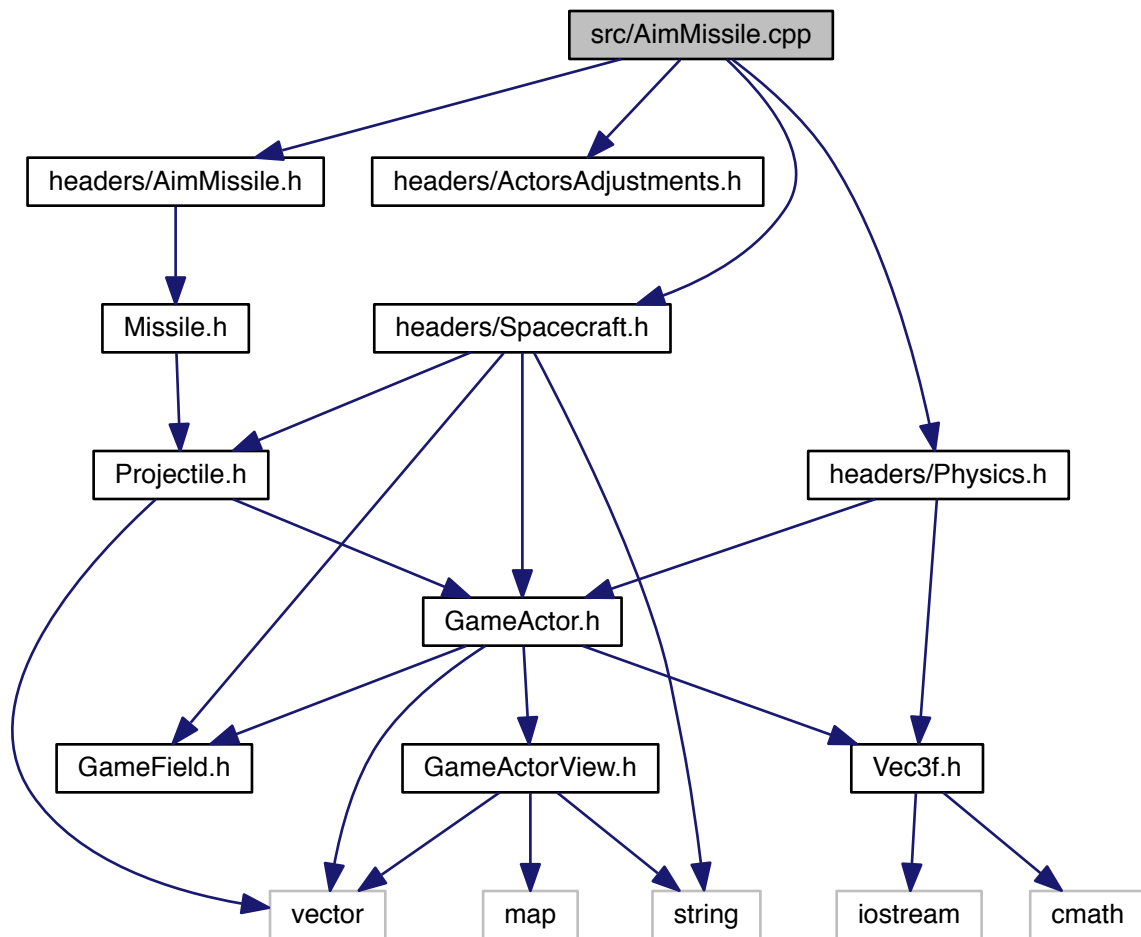 src/AimMissile.cpp
headers/AimMissile.h
headers/ActorsAdjustments.h
Missile.h
headers/Spacecraft.h
Projectile.h
headers/Physics.h
GameActor.h
GameField.h
GameActorView.h
Vec3f.h
vector
map
string
iostream
cmath